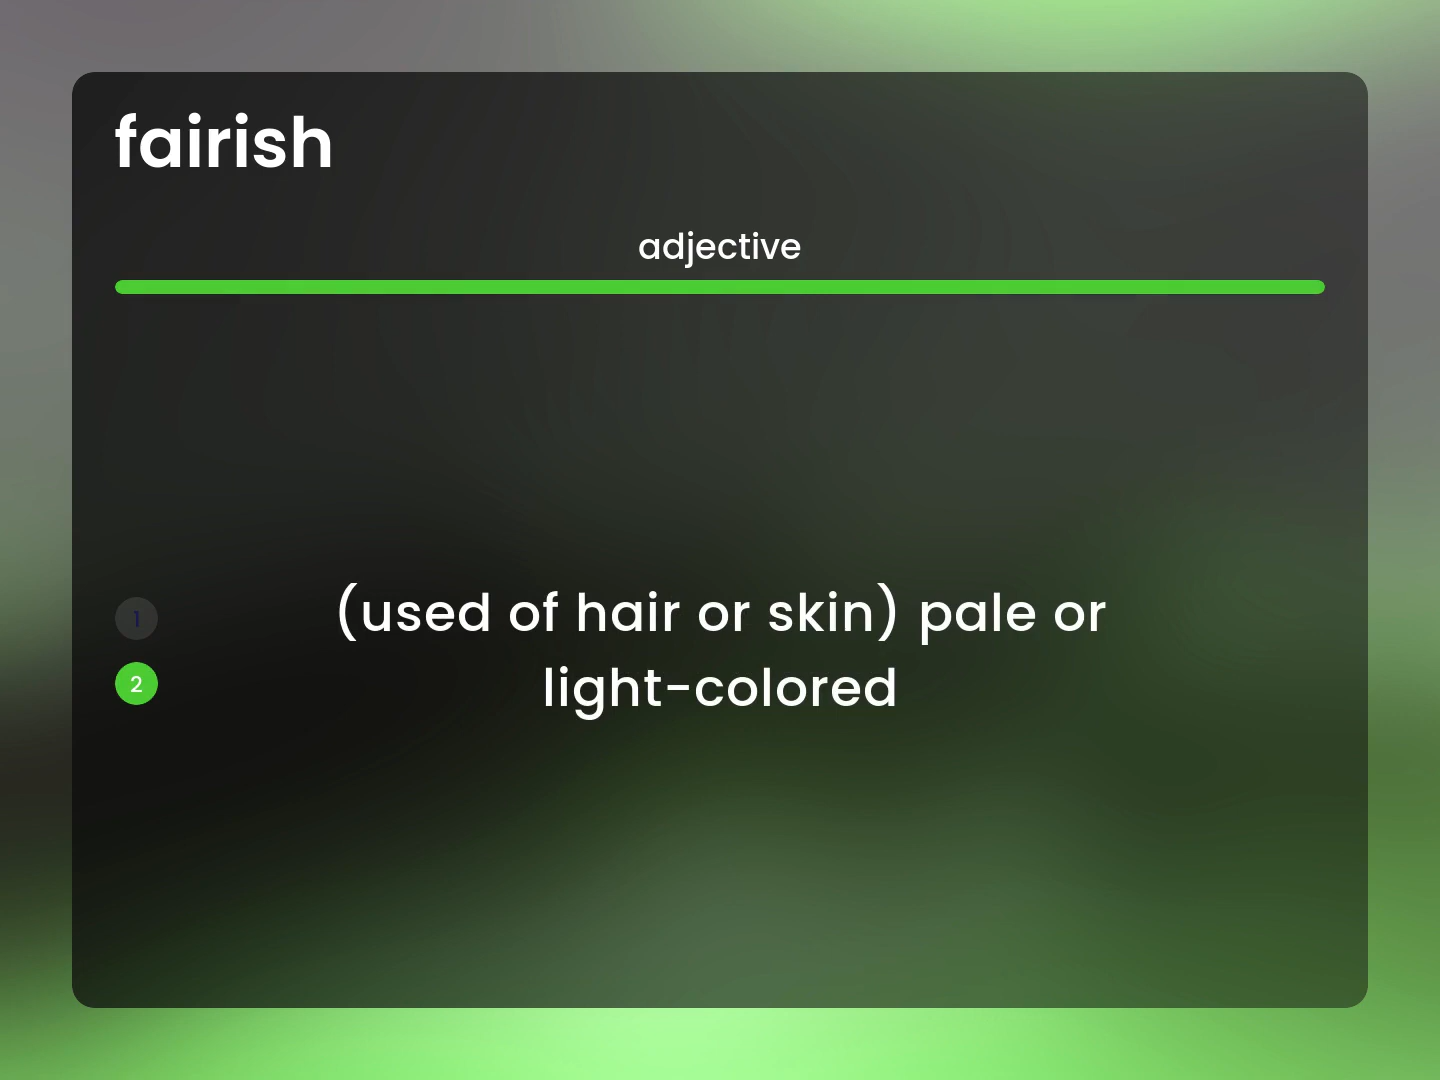 fairish
adjective
1
(used of hair or skin) pale or
light-colored
2